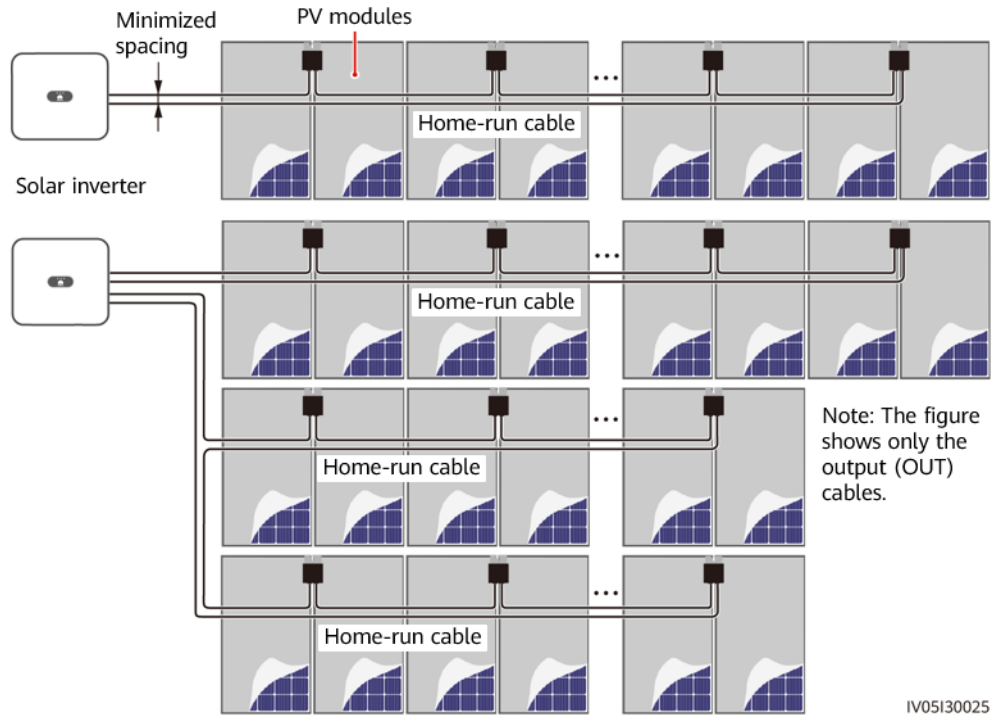 Minimized
spacing
PV modules
...
Home-run cable
Solar inverter
...
Home-run cable
...
Home-run cable
Note: The figure
shows only the
output (OUT)
cables.
...
Home-run cable
IV05I30025